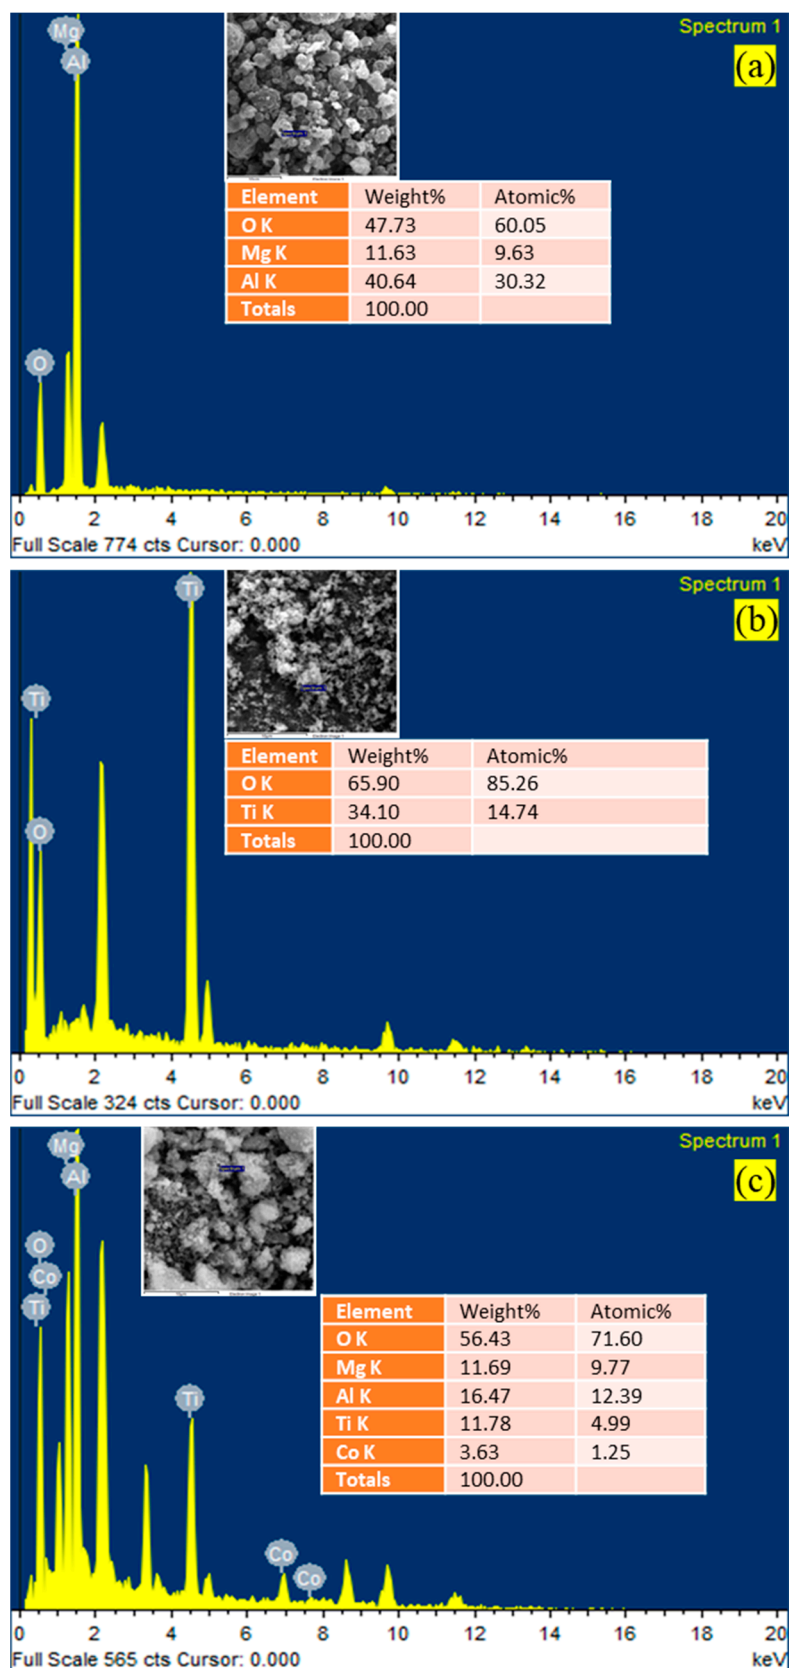 Spectrum 1
(a)
Mg
Al
O
Element Weight% Atomic%
O K 47.73 60.05
Mg K 11.63 9.63
Al K 40.64 30.32
Totals 100.00
0 2 4 6 8 10 12 14 16 18 20
Full Scale 774 cts Cursor: 0.000 keV
Spectrum 1
(b)
Ti
Ti
O
Element Weight% Atomic%
O K 65.90 85.26
Ti K 34.10 14.74
Totals 100.00
0 2 4 6 8 10 12 14 16 18 20
Full Scale 324 cts Cursor: 0.000 keV
Spectrum 1
(c)
Mg
Al
O
Co
Ti
Ti
Co
Co
Element Weight% Atomic%
O K 56.43 71.60
Mg K 11.69 9.77
Al K 16.47 12.39
Ti K 11.78 4.99
Co K 3.63 1.25
Totals 100.00
0 2 4 6 8 10 12 14 16 18 20
Full Scale 565 cts Cursor: 0.000 keV